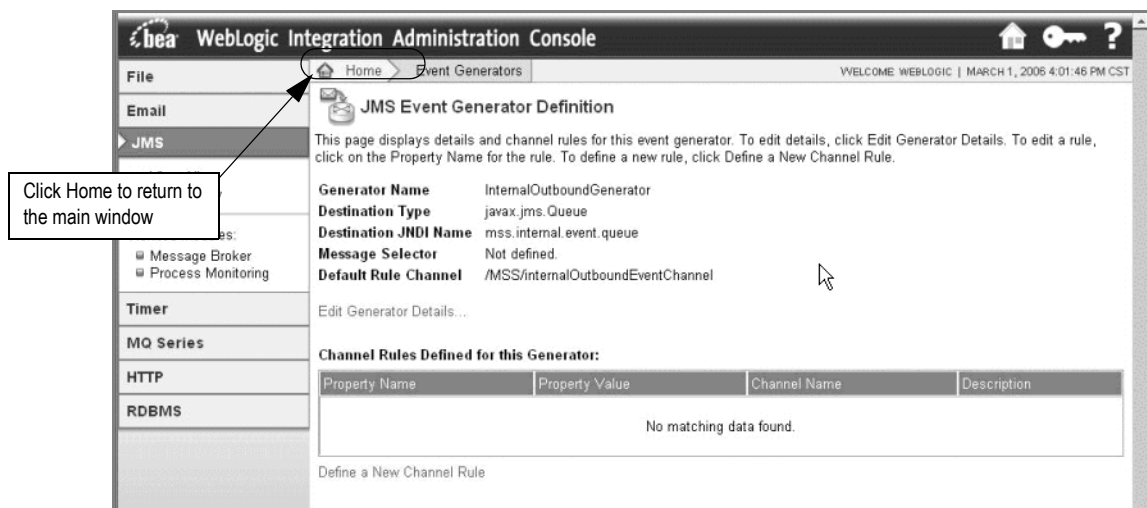 bea WebLogic Integration Administration Console
?
Home Event Generators
WELCOME WEBLOGIC | MARCH 1, 2006 4:01:46 PM CST
File
Email
JMS
Click Home to return to
the main window
es:
Message Broker
Process Monitoring
Timer
MQ Series
HTTP
RDBMS
JMS Event Generator Definition
This page displays details and channel rules for this event generator. To edit details, click Edit Generator Details. To edit a rule,
click on the Property Name for the rule. To define a new rule, click Define a New Channel Rule.
Generator Name InternalOutboundGenerator
Destination Type javax.jms.Queue
Destination JNDI Name mss.internal.event.queue
Message Selector Not defined.
Default Rule Channel /MSS/internalOutboundEventChannel
Edit Generator Details...
Channel Rules Defined for this Generator:
Property Name Property Value Channel Name Description
No matching data found.
Define a New Channel Rule